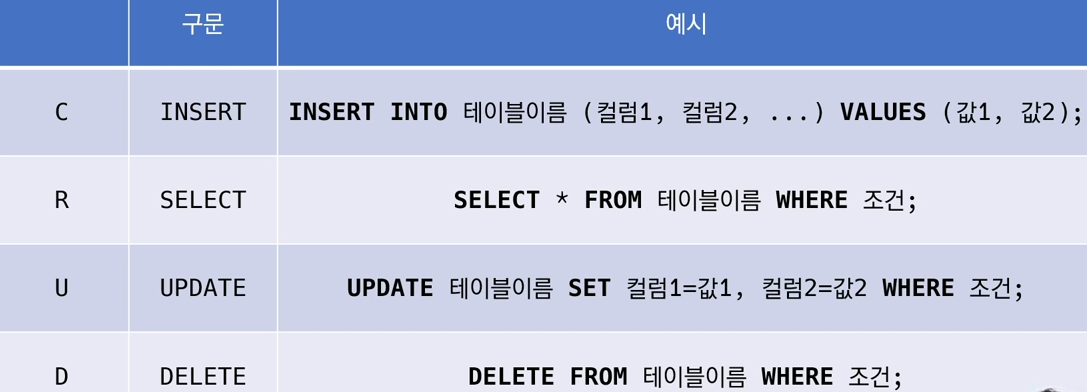 구문 예시
C INSERT INSERT INTO 테이블이름 (컬럼1, 컬럼2, ...) VALUES (값1, 값2);
R SELECT SELECT * FROM 테이블이름 WHERE 조건;
U UPDATE UPDATE 테이블이름 SET 컬럼1=값1, 컬럼2=값2 WHERE 조건;
D DELETE DELETE FROM 테이블이름 WHERE 조건;